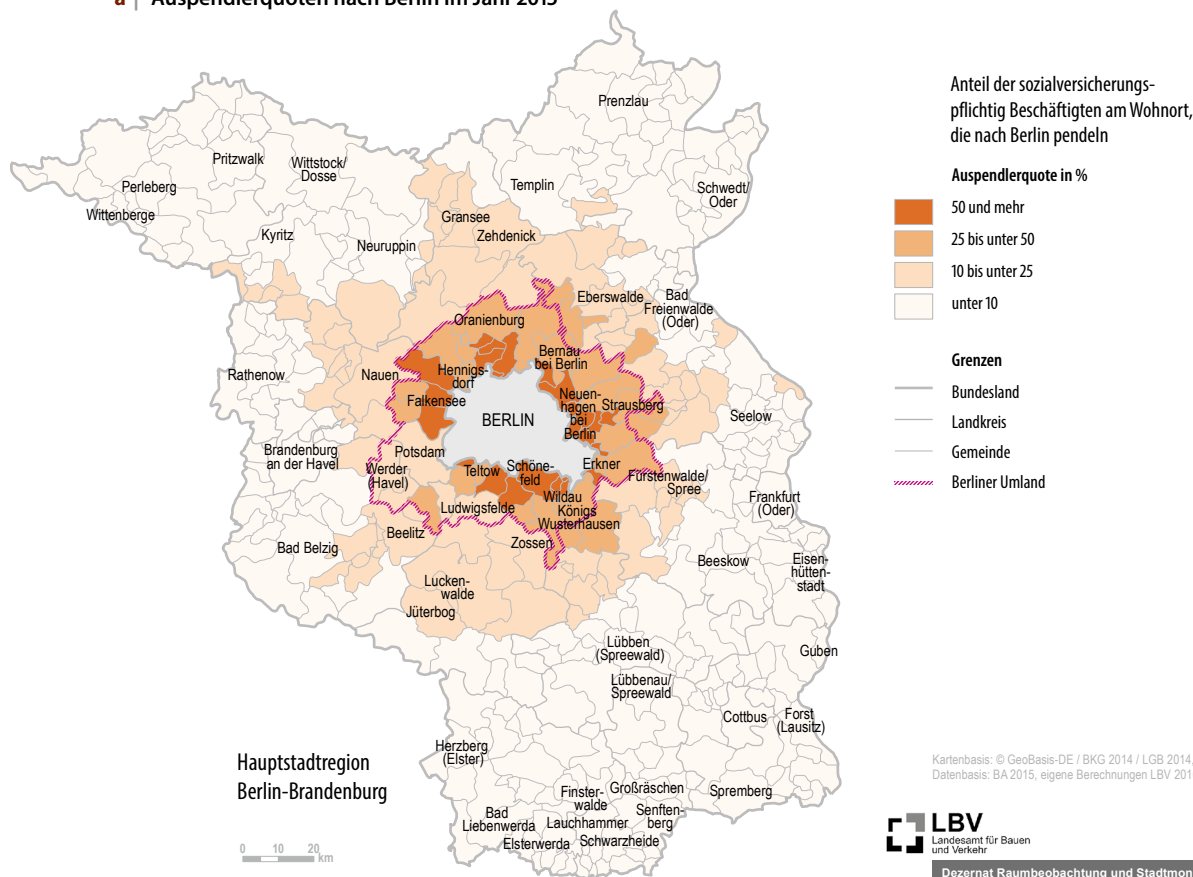 a | Auspendlerquoten nach Berlin im Jahr 2015
Prenzlau
Pritzwalk
Wittstock/
Dosse
Perleberg
Templin
Schwedt/
Oder
Wittenberge
Gransee
Kyritz
Zehdenick
Neuruppin
Eberswalde
Bad
Freienwalde
(Oder)
Oranienburg
Bernau
bei Berlin
Rathenow
Nauen
Hennigs-
dorf
Falkensee
Neuen-
hagen
bei
Berlin
Strausberg
Seelow
BERLIN
Brandenburg
an der Havel
Potsdam
Werder
(Havel)
Teltow
Schöne-
feld
Erkner
Fürstenwalde/
Spree
Wildau
Königs
Wusterhausen
Frankfurt
(Oder)
Ludwigsfelde
Beelitz
Zossen
Bad Belzig
Beeskow
Eisen-
hütten-
stadt
Lucken-
walde
Jüterbog
Lübben
(Spreewald)
Guben
Lübbenau/
Spreewald
Cottbus
Forst
(Lausitz)
Herzberg
(Elster)
Finster-
walde
Großräschen
Spremberg
Bad
Liebenwerda
Lauchhammer
Senften-
berg
Elsterwerda
Schwarzheide
Hauptstadtregion
Berlin-Brandenburg
0 10 20
km
Anteil der sozialversicherungs-
pflichtig Beschäftigten am Wohnort,
die nach Berlin pendeln
Auspendlerquote in %
50 und mehr
25 bis unter 50
10 bis unter 25
unter 10
Grenzen
Bundesland
Landkreis
Gemeinde
Berliner Umland
Kartenbasis: © GeoBasis-DE / BKG 2014 / LGB 2014,
Datenbasis: BA 2015, eigene Berechnungen LBV 201
LBV
Landesamt für Bauen
und Verkehr
Dezernat Raumbeobachtung und Stadtmon